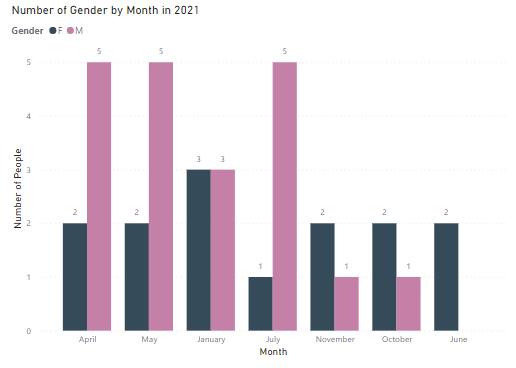 Number of Gender by Month in 2021
Gender F M
5
4
3
2
1
0
Number of People
2 5
2 5
3 3
1 5
2 1
2 1
2
April May January July November October June
Month